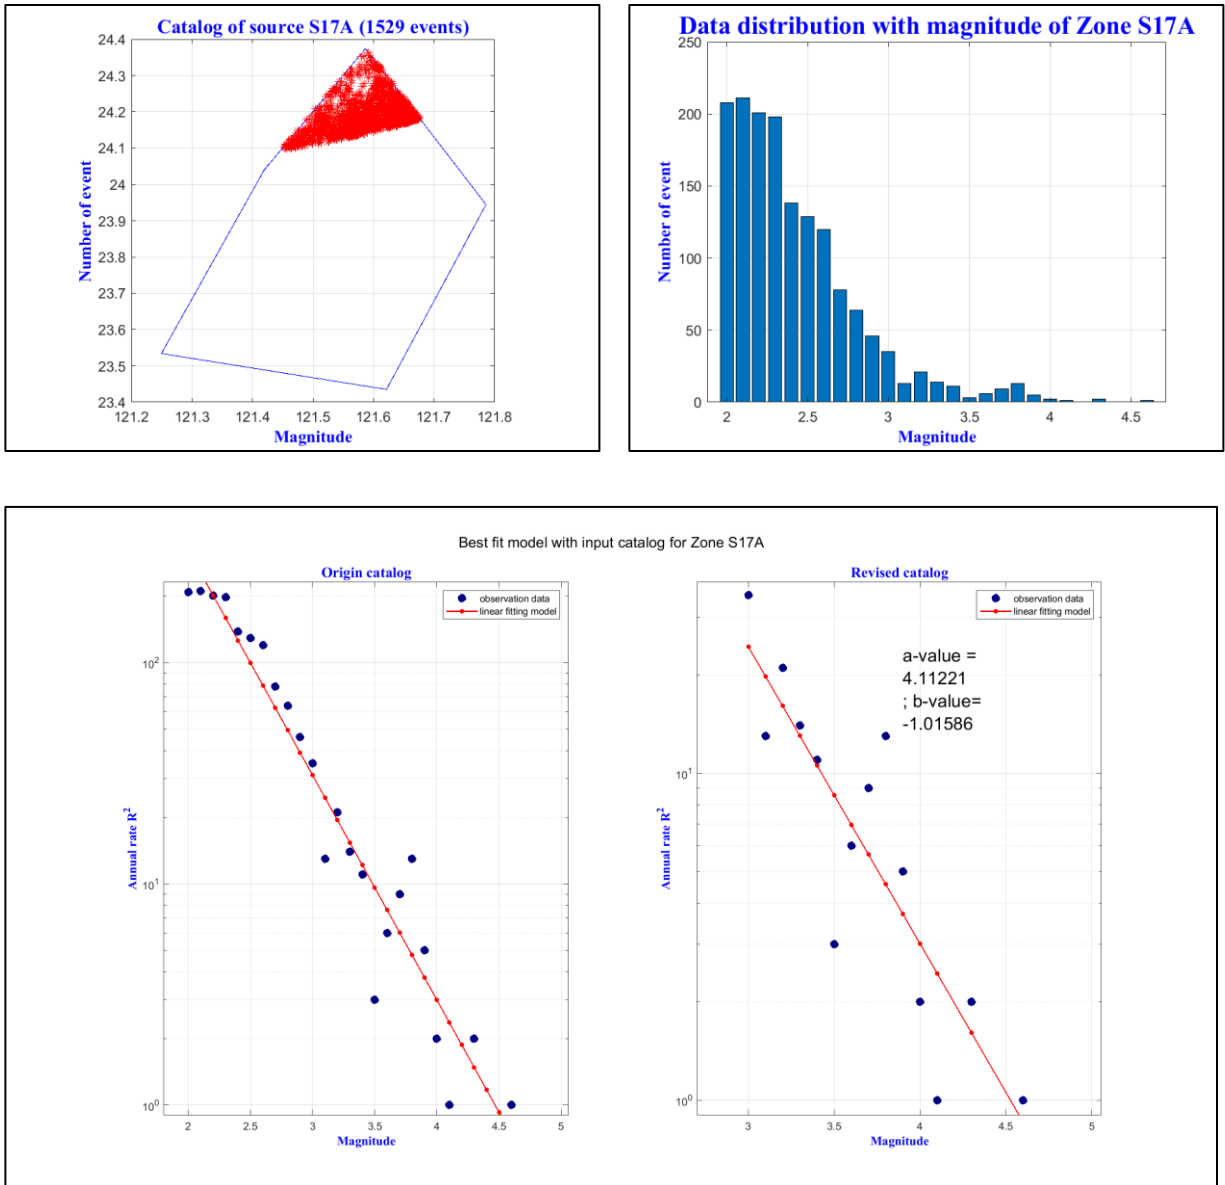 Catalog of source S17A (1529 events)
24.4
24.3
24.2
24.1
24
23.9
23.8
23.7
23.6
23.5
23.4
Number of event
121.2 121.3 121.4 121.5 121.6 121.7 121.8
Magnitude
Data distribution with magnitude of Zone S17A
250
200
150
100
50
0
Number of event
2 2.5 3 3.5 4 4.5
Magnitude
Best fit model with input catalog for Zone S17A
Origin catalog
observation data
linear fitting model
10²
10¹
10⁰
Annual rate R²
2 2.5 3 3.5 4 4.5 5
Magnitude
Revised catalog
observation data
linear fitting model
a-value =
4.11221
; b-value=
-1.01586
10¹
10⁰
Annual rate R²
3 3.5 4 4.5 5
Magnitude